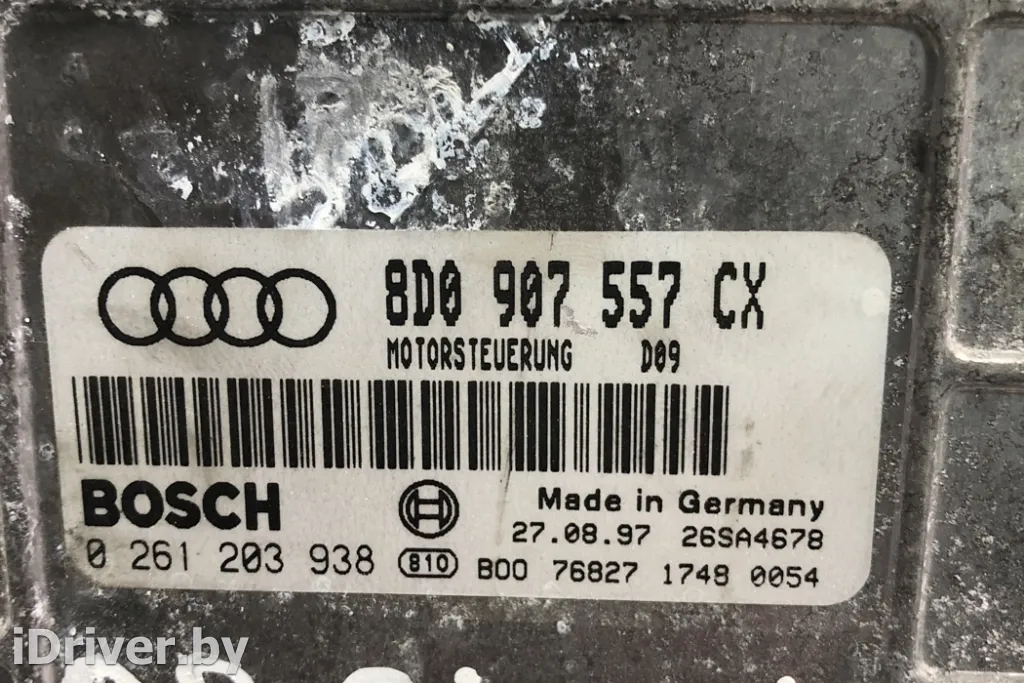 8D0 907 557 CX
MOTORSTEUERUNG D09
BOSCH
Made in Germany
27.08.97 26SA4678
0 261 203 938 810 B00 76827 1748 0054
iDriver.by